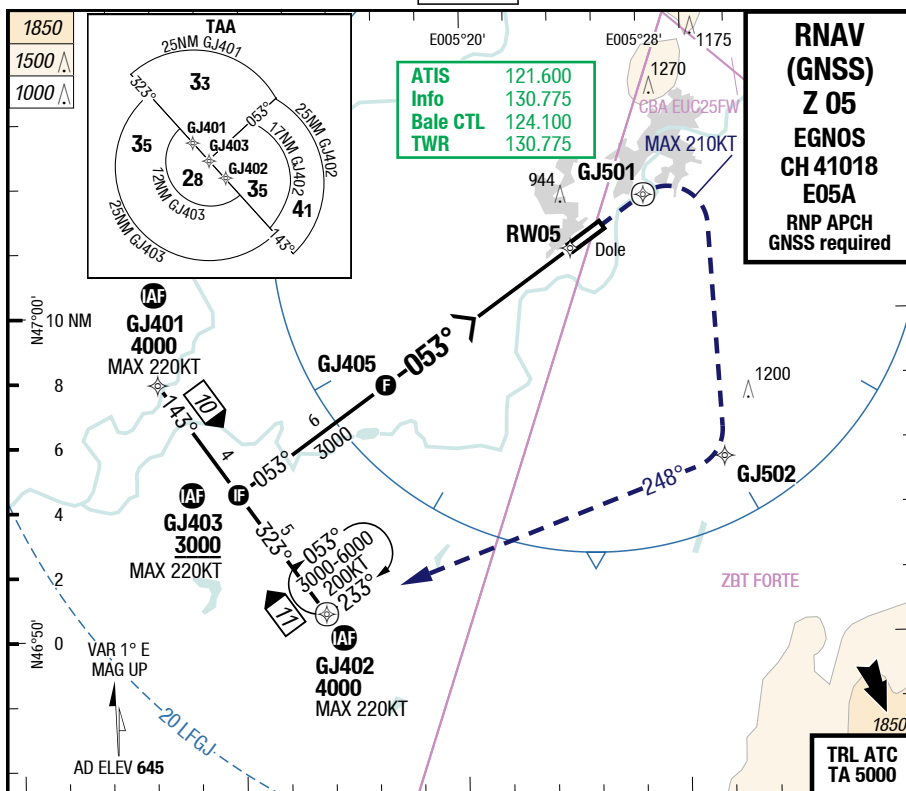 1850
1500
1000
TAA
25NM GJ401
33
323°
053°
25NM GJ402
GJ401
35
GJ403
17NM GJ402
GJ402
28
35
12NM GJ403
41
25NM GJ403
143°
E005°20'
E005°28'
1175
1270
ATIS 121.600
Info 130.775
Bale CTL 124.100
TWR 130.775
CBA EUC25FW
MAX 210KT
RNAV
(GNSS)
Z 05
EGNOS
CH 41018
E05A
RNP APCH
GNSS required
944
GJ501
RW05
Dole
IAF
GJ401
4000
MAX 220KT
N47°00'
10 NM
8
6
4
2
0
N46°50'
GJ405
F
053°
143°
10
4
6
3000
053°
IF
IAF
GJ403
3000
MAX 220KT
5
323°
053°
3000-6000
200KT
233°
11
IAF
GJ402
4000
MAX 220KT
1200
GJ502
248°
ZBT FORTE
VAR 1° E
MAG UP
20 LFGJ
AD ELEV 645
1850
TRL ATC
TA 5000